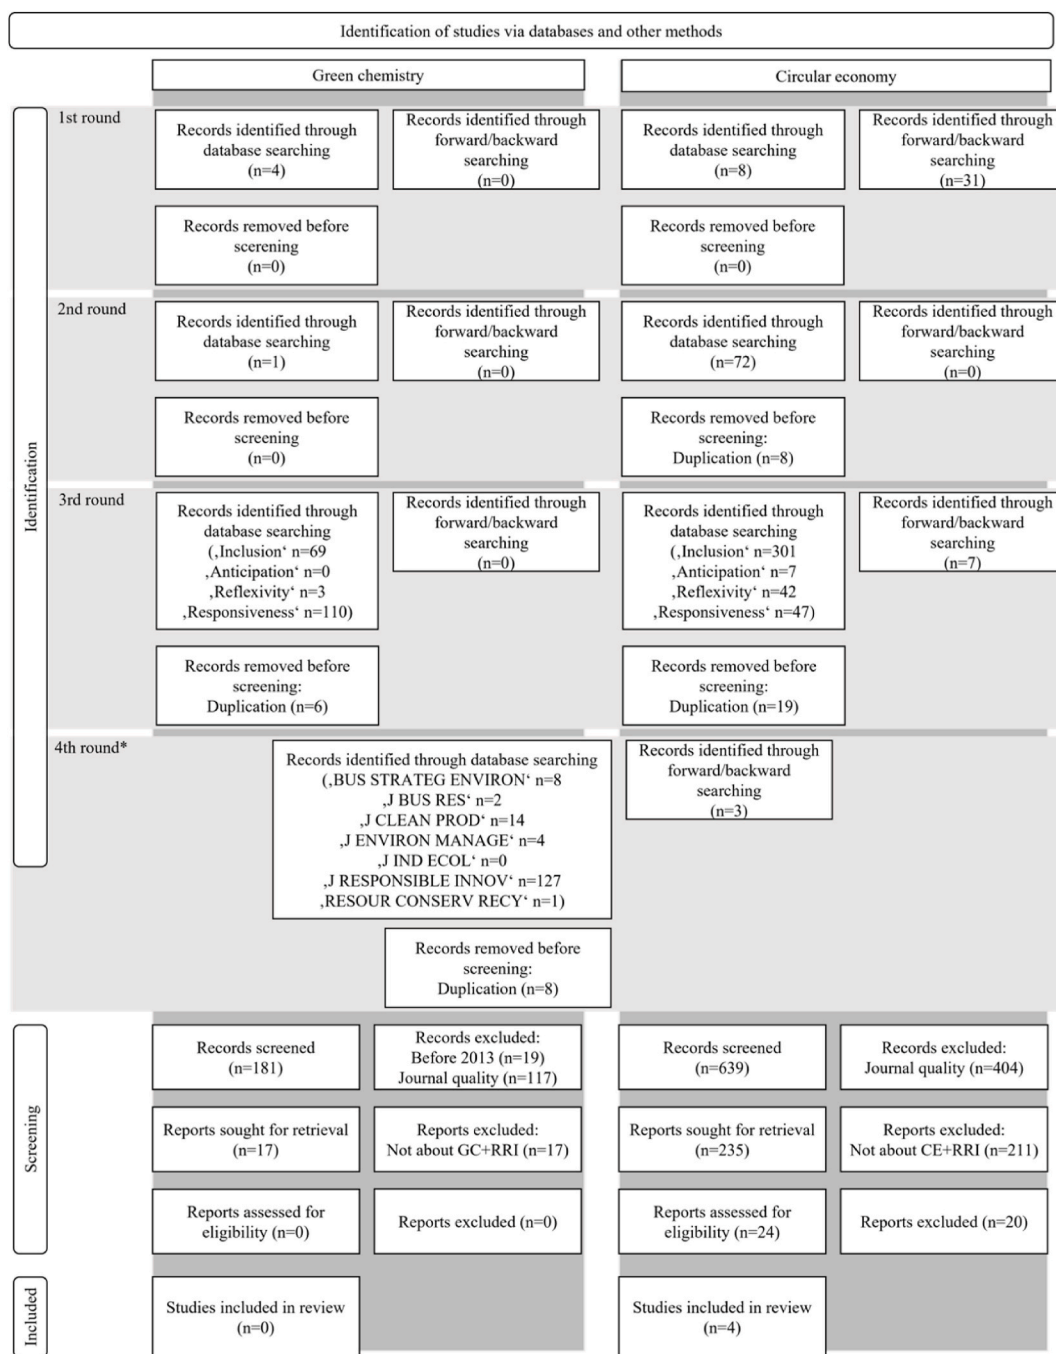 Identification of studies via databases and other methods
Green chemistry
Circular economy
Identification
1st round
Records identified through
database searching
(n=4)
Records identified through
forward/backward
searching
(n=0)
Records identified through
database searching
(n=8)
Records identified through
forward/backward
searching
(n=31)
Records removed before
scerening
(n=0)
Records removed before
screening
(n=0)
2nd round
Records identified through
database searching
(n=1)
Records identified through
forward/backward
searching
(n=0)
Records identified through
database searching
(n=72)
Records identified through
forward/backward
searching
(n=0)
Records removed before
screening
(n=0)
Records removed before
screening:
Duplication (n=8)
3rd round
Records identified through
database searching
(‚Inclusion‘ n=69
‚Anticipation‘ n=0
‚Reflexivity‘ n=3
‚Responsiveness‘ n=110)
Records identified through
forward/backward
searching
(n=0)
Records identified through
database searching
(‚Inclusion‘ n=301
‚Anticipation‘ n=7
‚Reflexivity‘ n=42
‚Responsiveness‘ n=47)
Records identified through
forward/backward
searching
(n=7)
Records removed before
screening:
Duplication (n=6)
Records removed before
screening:
Duplication (n=19)
4th round*
Records identified through database searching
(‚BUS STRATEG ENVIRON‘ n=8
‚J BUS RES‘ n=2
‚J CLEAN PROD‘ n=14
‚J ENVIRON MANAGE‘ n=4
‚J IND ECOL‘ n=0
‚J RESPONSIBLE INNOV‘ n=127
‚RESOUR CONSERV RECY‘ n=1)
Records identified through
forward/backward
searching
(n=3)
Records removed before
screening:
Duplication (n=8)
Screening
Records screened
(n=181)
Records excluded:
Before 2013 (n=19)
Journal quality (n=117)
Records screened
(n=639)
Records excluded:
Journal quality (n=404)
Reports sought for retrieval
(n=17)
Reports excluded:
Not about GC+RRI (n=17)
Reports sought for retrieval
(n=235)
Reports excluded:
Not about CE+RRI (n=211)
Reports assessed for
eligibility (n=0)
Reports excluded (n=0)
Reports assessed for
eligibility (n=24)
Reports excluded (n=20)
Included
Studies included in review
(n=0)
Studies included in review
(n=4)